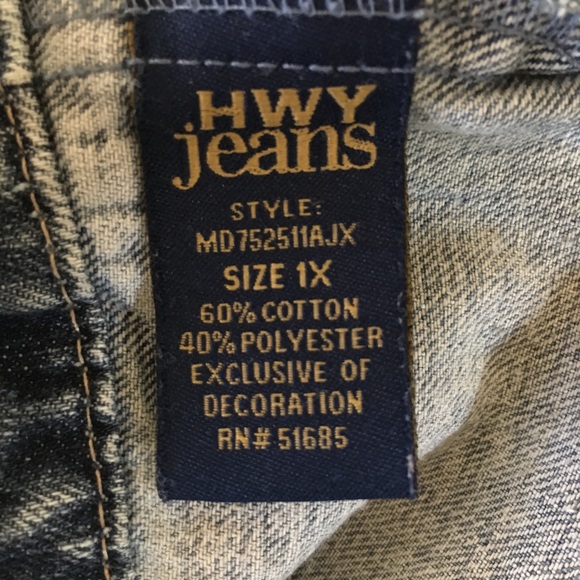 HWY
jeans
STYLE:
MD752511AJX
SIZE 1X
60% COTTON
40% POLYESTER
EXCLUSIVE OF
DECORATION
RN# 51685